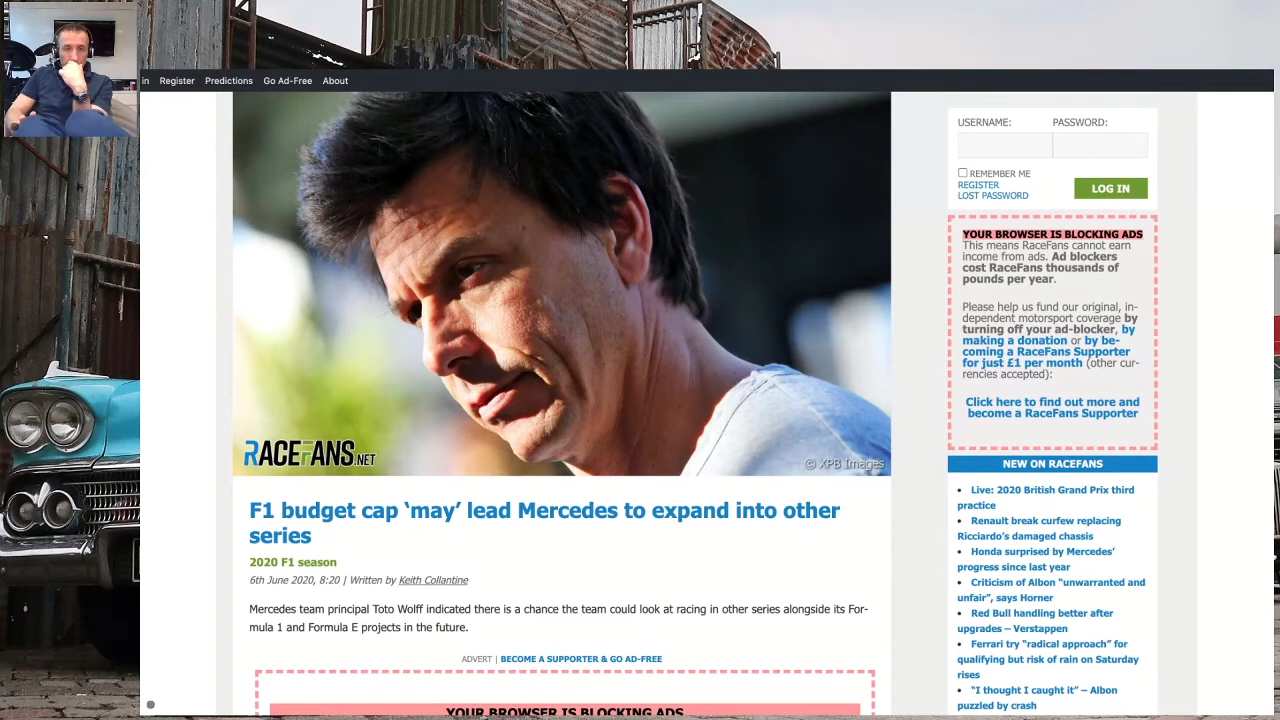 in Register Predictions Go Ad-Free About
RACEFANS.NET
© XPB Images
F1 budget cap ‘may’ lead Mercedes to expand into other
series
2020 F1 season
6th June 2020, 8:20 | Written by Keith Collantine
Mercedes team principal Toto Wolff indicated there is a chance the team could look at racing in other series alongside its For-
mula 1 and Formula E projects in the future.
ADVERT | BECOME A SUPPORTER & GO AD-FREE
YOUR BROWSER IS BLOCKING ADS
USERNAME: PASSWORD:
REMEMBER ME
REGISTER
LOST PASSWORD
LOG IN
YOUR BROWSER IS BLOCKING ADS
This means RaceFans cannot earn
income from ads. Ad blockers
cost RaceFans thousands of
pounds per year.
Please help us fund our original, in-
dependent motorsport coverage by
turning off your ad-blocker, by
making a donation or by be-
coming a RaceFans Supporter
for just £1 per month (other cur-
rencies accepted):
Click here to find out more and
become a RaceFans Supporter
NEW ON RACEFANS
• Live: 2020 British Grand Prix third
practice
• Renault break curfew replacing
Ricciardo’s damaged chassis
• Honda surprised by Mercedes’
progress since last year
• Criticism of Albon “unwarranted and
unfair”, says Horner
• Red Bull handling better after
upgrades – Verstappen
• Ferrari try “radical approach” for
qualifying but risk of rain on Saturday
rises
• “I thought I caught it” – Albon
puzzled by crash